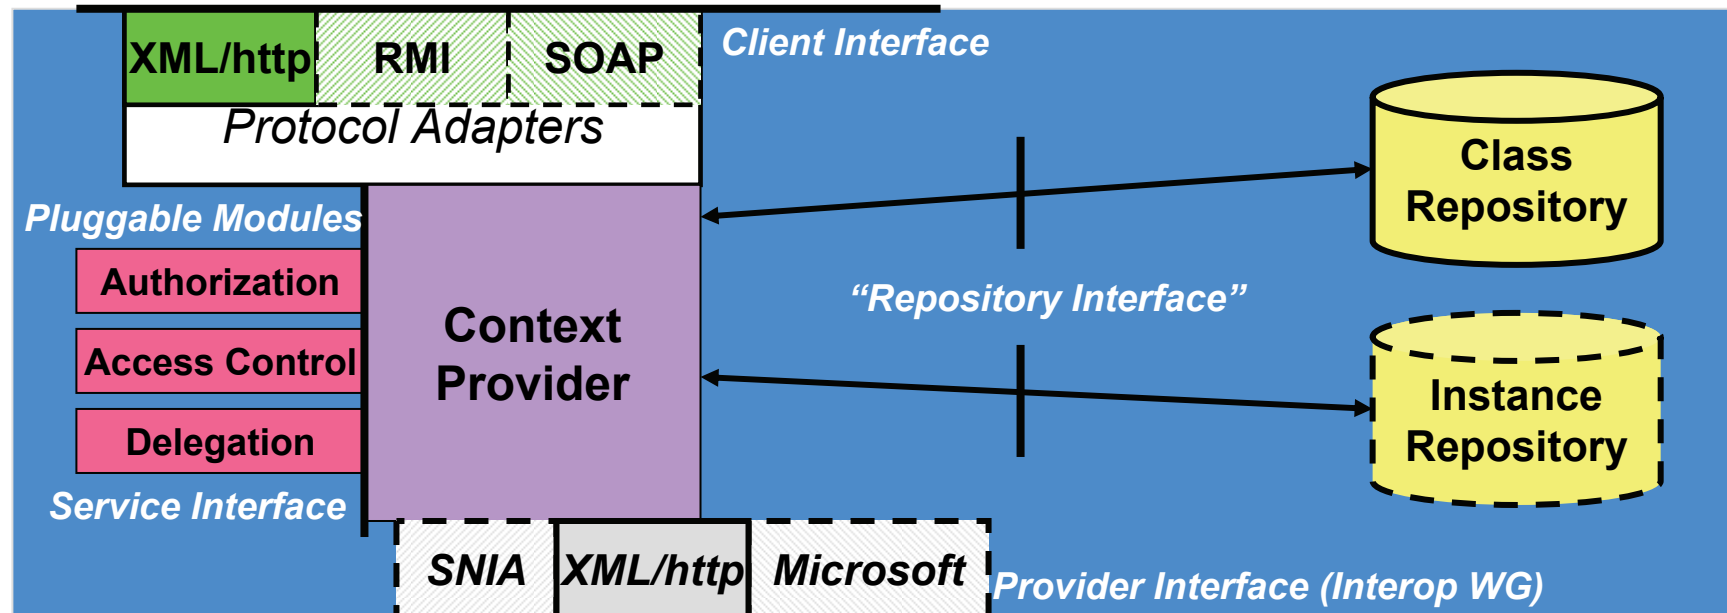 XML/http RMI SOAP Client Interface
Protocol Adapters
Class
Repository
Pluggable Modules
Authorization
Access Control
Delegation
Service Interface
Context
Provider
“Repository Interface”
Instance
Repository
SNIA XML/http Microsoft
Provider Interface (Interop WG)